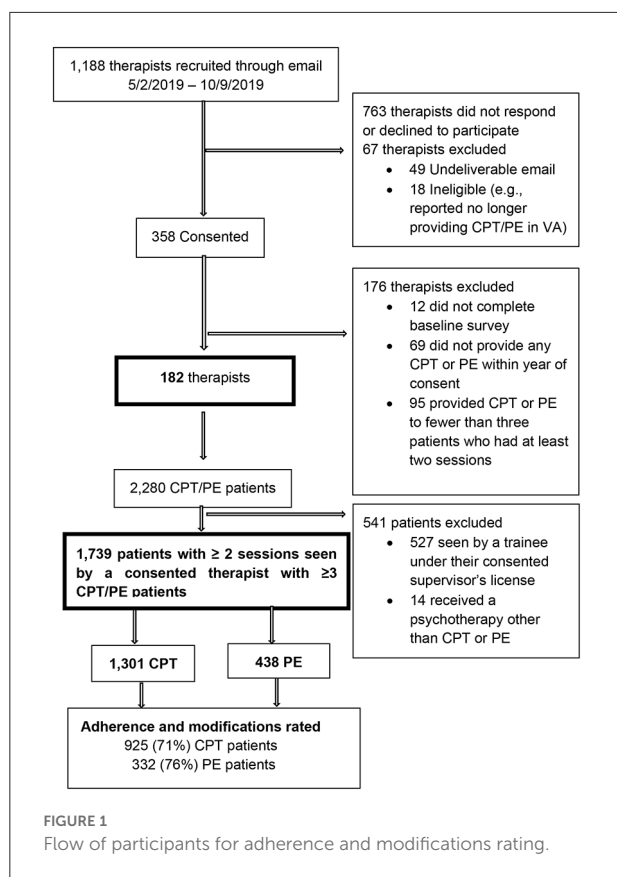 1,188 therapists recruited through email
5/2/2019 – 10/9/2019
763 therapists did not respond
or declined to participate
67 therapists excluded
• 49 Undeliverable email
• 18 Ineligible (e.g.,
reported no longer
providing CPT/PE in VA)
358 Consented
176 therapists excluded
• 12 did not complete
baseline survey
• 69 did not provide any
CPT or PE within year of
consent
• 95 provided CPT or PE
to fewer than three
patients who had at least
two sessions
182 therapists
2,280 CPT/PE patients
541 patients excluded
• 527 seen by a trainee
under their consented
supervisor's license
• 14 received a
psychotherapy other
than CPT or PE
1,739 patients with ≥ 2 sessions seen
by a consented therapist with ≥3
CPT/PE patients
1,301 CPT
438 PE
Adherence and modifications rated
925 (71%) CPT patients
332 (76%) PE patients
FIGURE 1
Flow of participants for adherence and modifications rating.